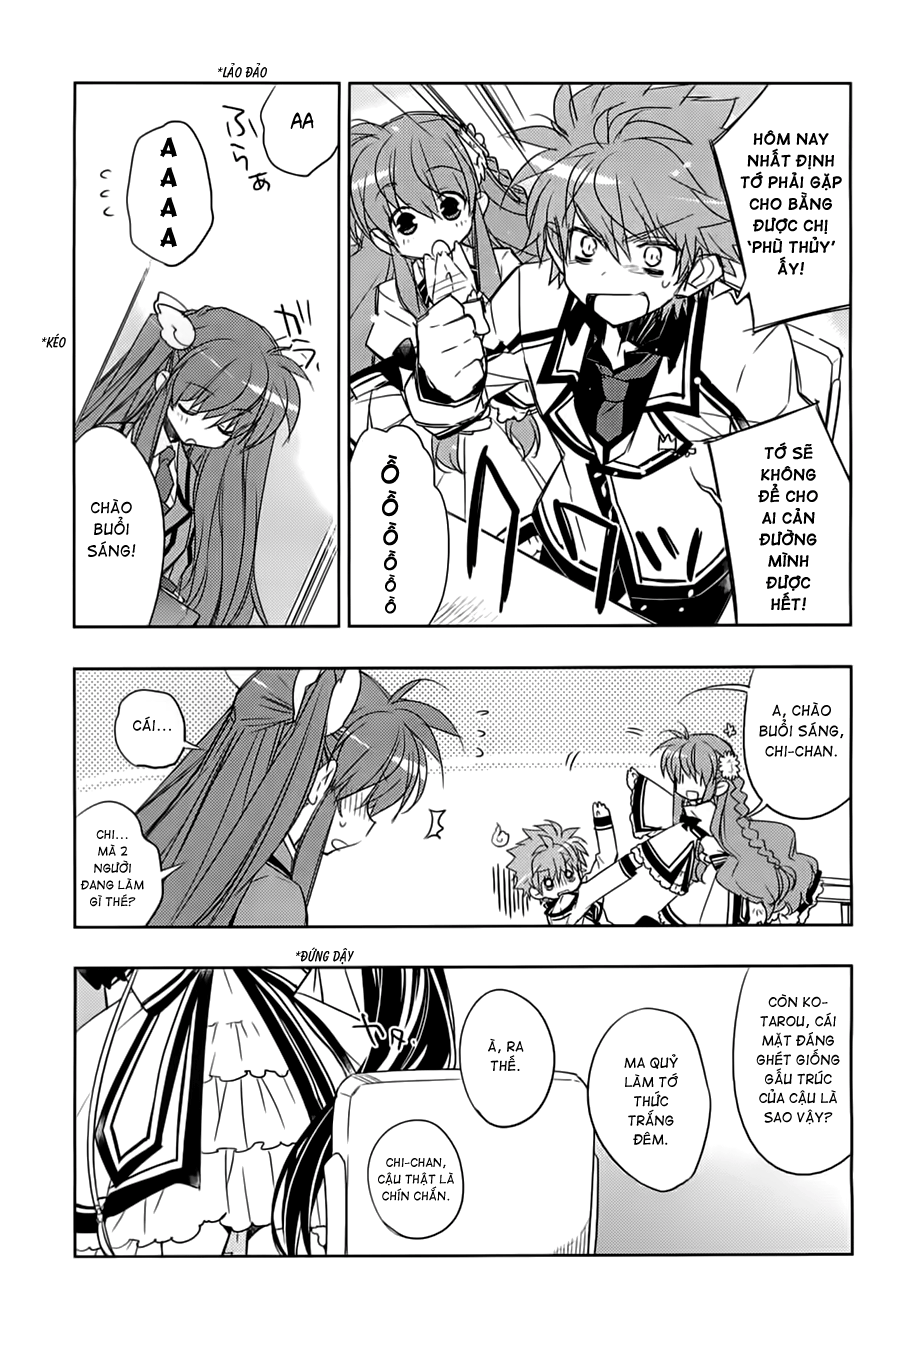 HÔM NAY
NHẤT ĐỊNH
TỚ PHẢI GẶP
CHO BẰNG
ĐƯỢC CHỊ
'PHÙ THỦY'
ẤY!
TỚ SẼ
KHÔNG
ĐỂ CHO
AI CẢN
ĐƯỜNG
MÌNH
ĐƯỢC
HẾT!
Ồ
Ồ
Ồ
Ồ
Ồ
Ồ
*LẢO ĐẢO
AA
ふらぁ
A
A
A
A
*KÉO
ガラ
CHÀO
BUỔI
SÁNG!
A, CHÀO
BUỔI SÁNG,
CHI-CHAN.
CÁI...
CHI...
MÀ 2
NGƯỜI
ĐANG LÀM
GÌ THẾ?
*ĐỨNG DẬY
CÒN KO-
TAROU, CÁI
MẶT ĐÁNG
GHÉT GIỐNG
GẤU TRÚC
CỦA CẬU LÀ
SAO VẬY?
MA QUỶ
LÀM TỚ
THỨC
TRẮNG
ĐÊM.
À, RA
THẾ.
ガタ
CHI-CHAN,
CẬU THẬT LÀ
CHÍN CHẮN.